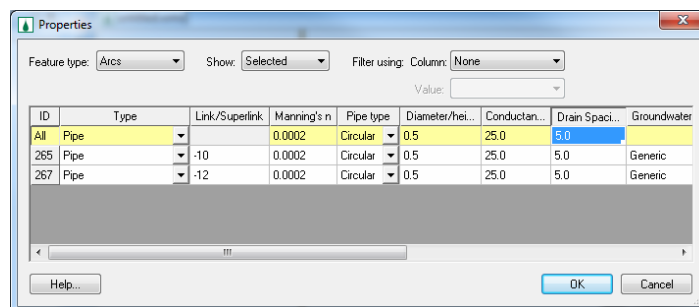 Properties
Feature type: Arcs Show: Selected Filter using: Column: None
Value:
ID Type Link/Superlink Manning's n Pipe type Diameter/hei... Conductan... Drain Spaci... Groundwater
All Pipe 0.0002 Circular 0.5 25.0 5.0
265 Pipe -10 0.0002 Circular 0.5 25.0 5.0 Generic
267 Pipe -12 0.0002 Circular 0.5 25.0 5.0 Generic
Help... OK Cancel